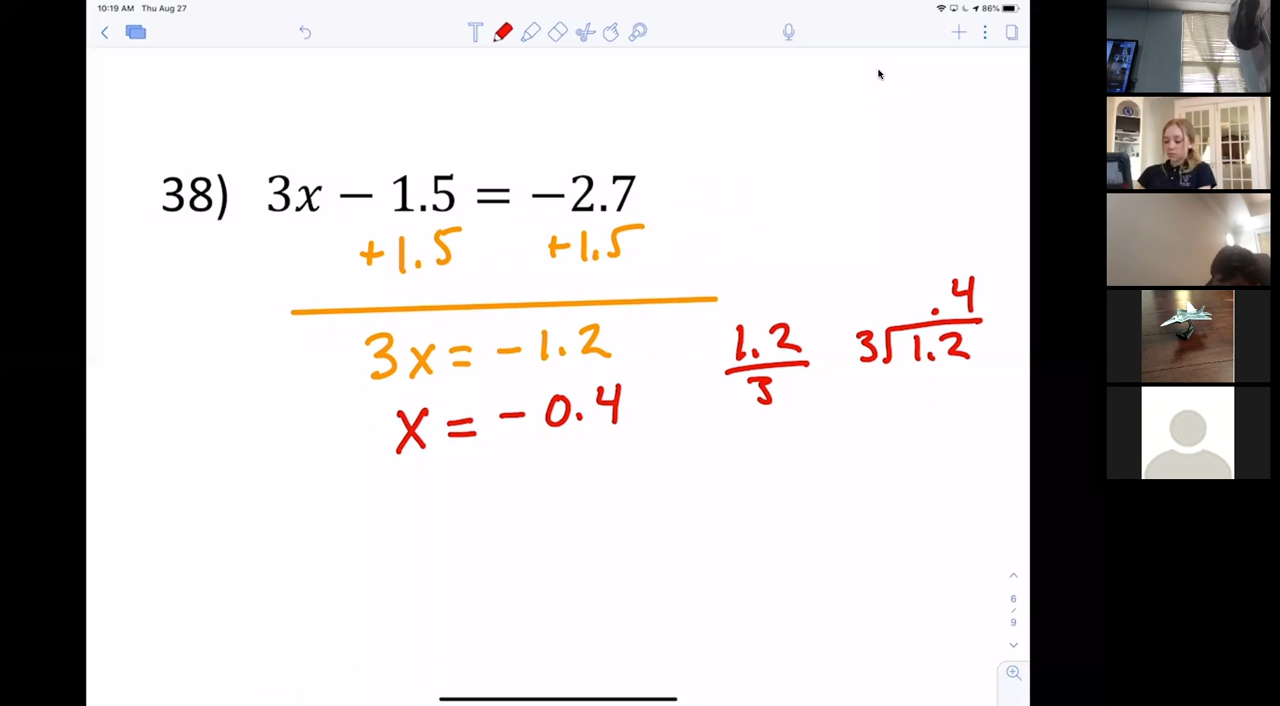 10:19 AM Thu Aug 27
86%
T
38) 3x − 1.5 = −2.7
+1.5 +1.5
3x = -1.2
x = -0.4
1.2
3
.4
3 1.2
6
/
9